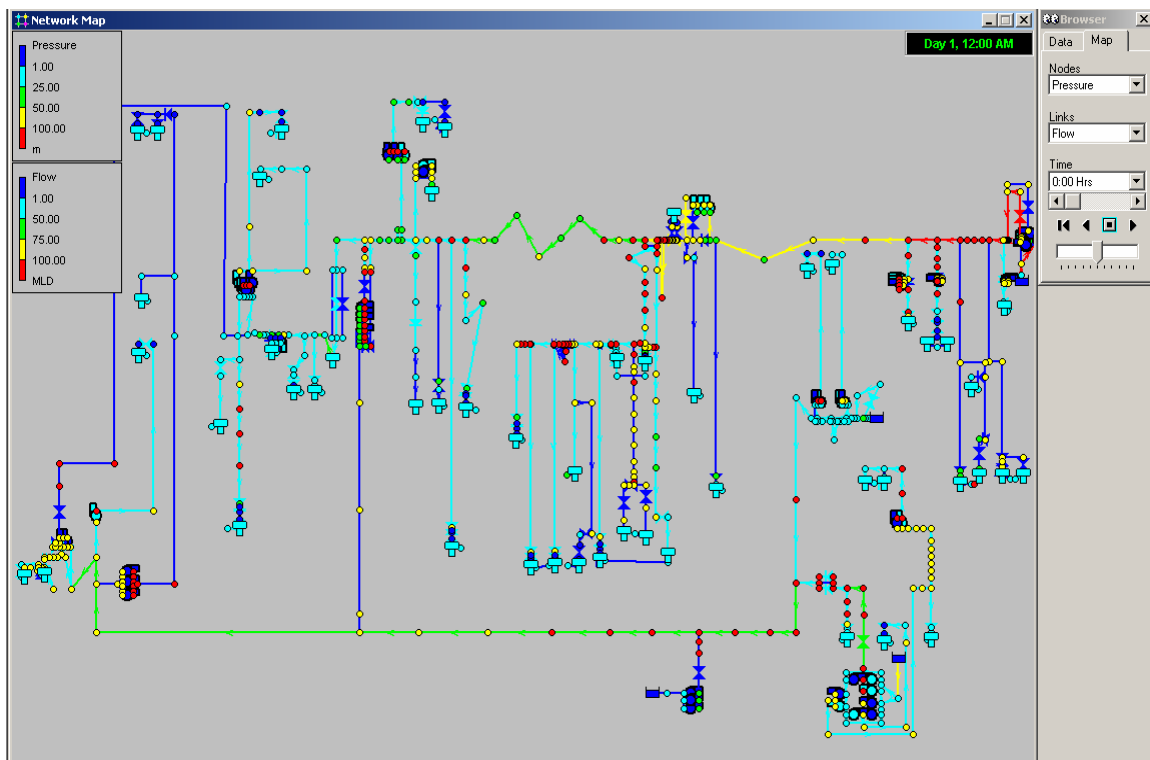 Network Map
Day 1, 12:00 AM
Pressure
1.00
25.00
50.00
100.00
m
Flow
1.00
50.00
75.00
100.00
MLD
Browser
Data
Map
Nodes
Pressure
Links
Flow
Time
0:00 Hrs